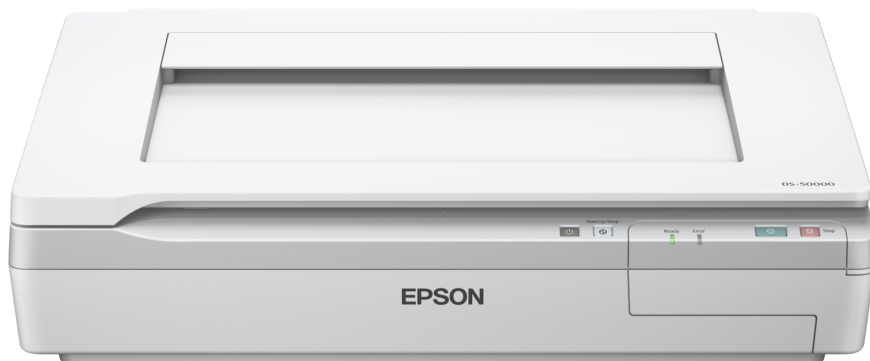 DS-50000
Wake Up/Sleep
Ready Error
Stop
EPSON